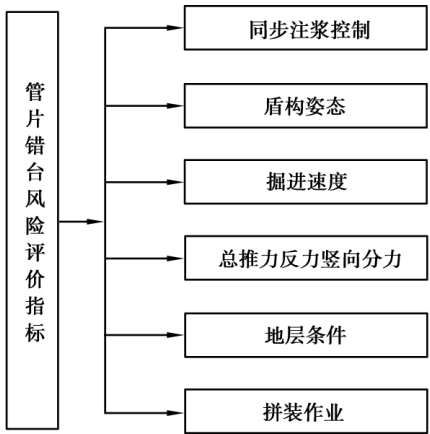 管片错台风险评价指标
同步注浆控制
盾构姿态
掘进速度
总推力反力竖向分力
地层条件
拼装作业